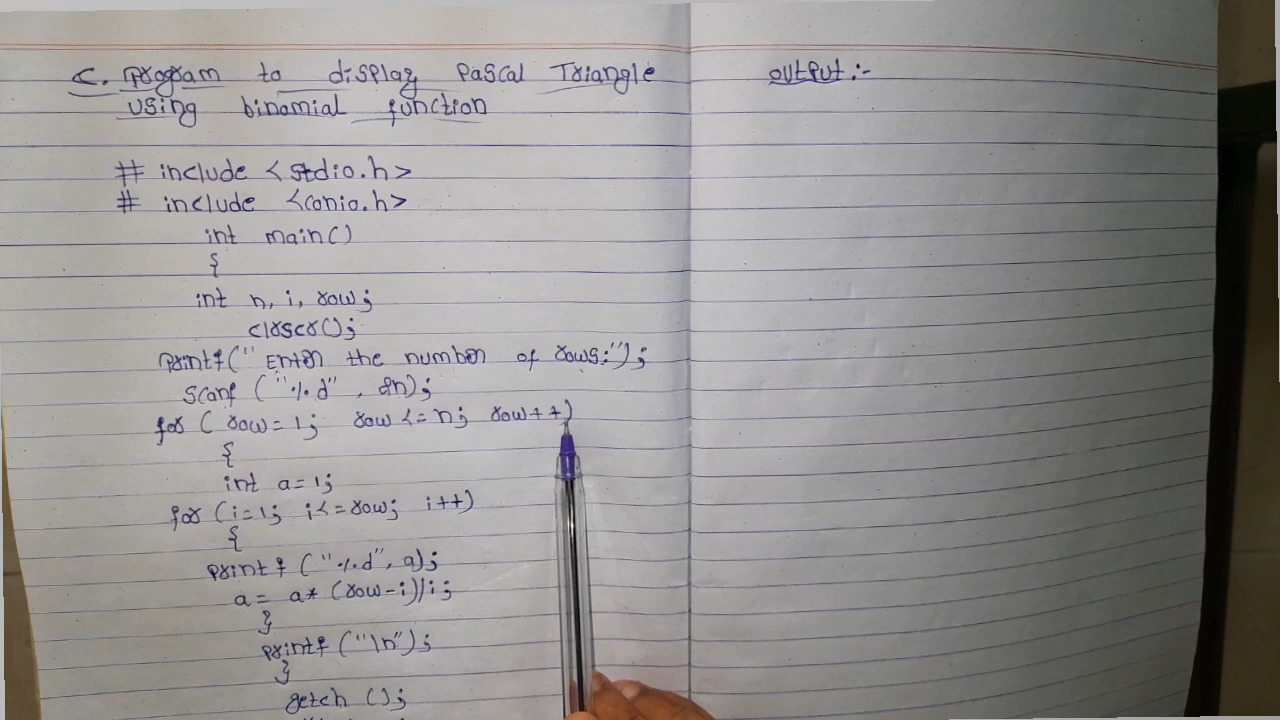 C. Program to display Pascal Triangle
using binamial function
output :-
# include <stdio.h>
# include <conio.h>
int main()
{
int n, i, row;
clrscr();
printf(" Enter the number of rows:");
scanf ("%d" , &n);
for ( row=1; row <= n; row++)
{
int a=1;
for (i=1; i<=row; i++)
{
printf ("%d", a);
a= a* (row-i)/i;
}
printf ("\n");
}
getch ();